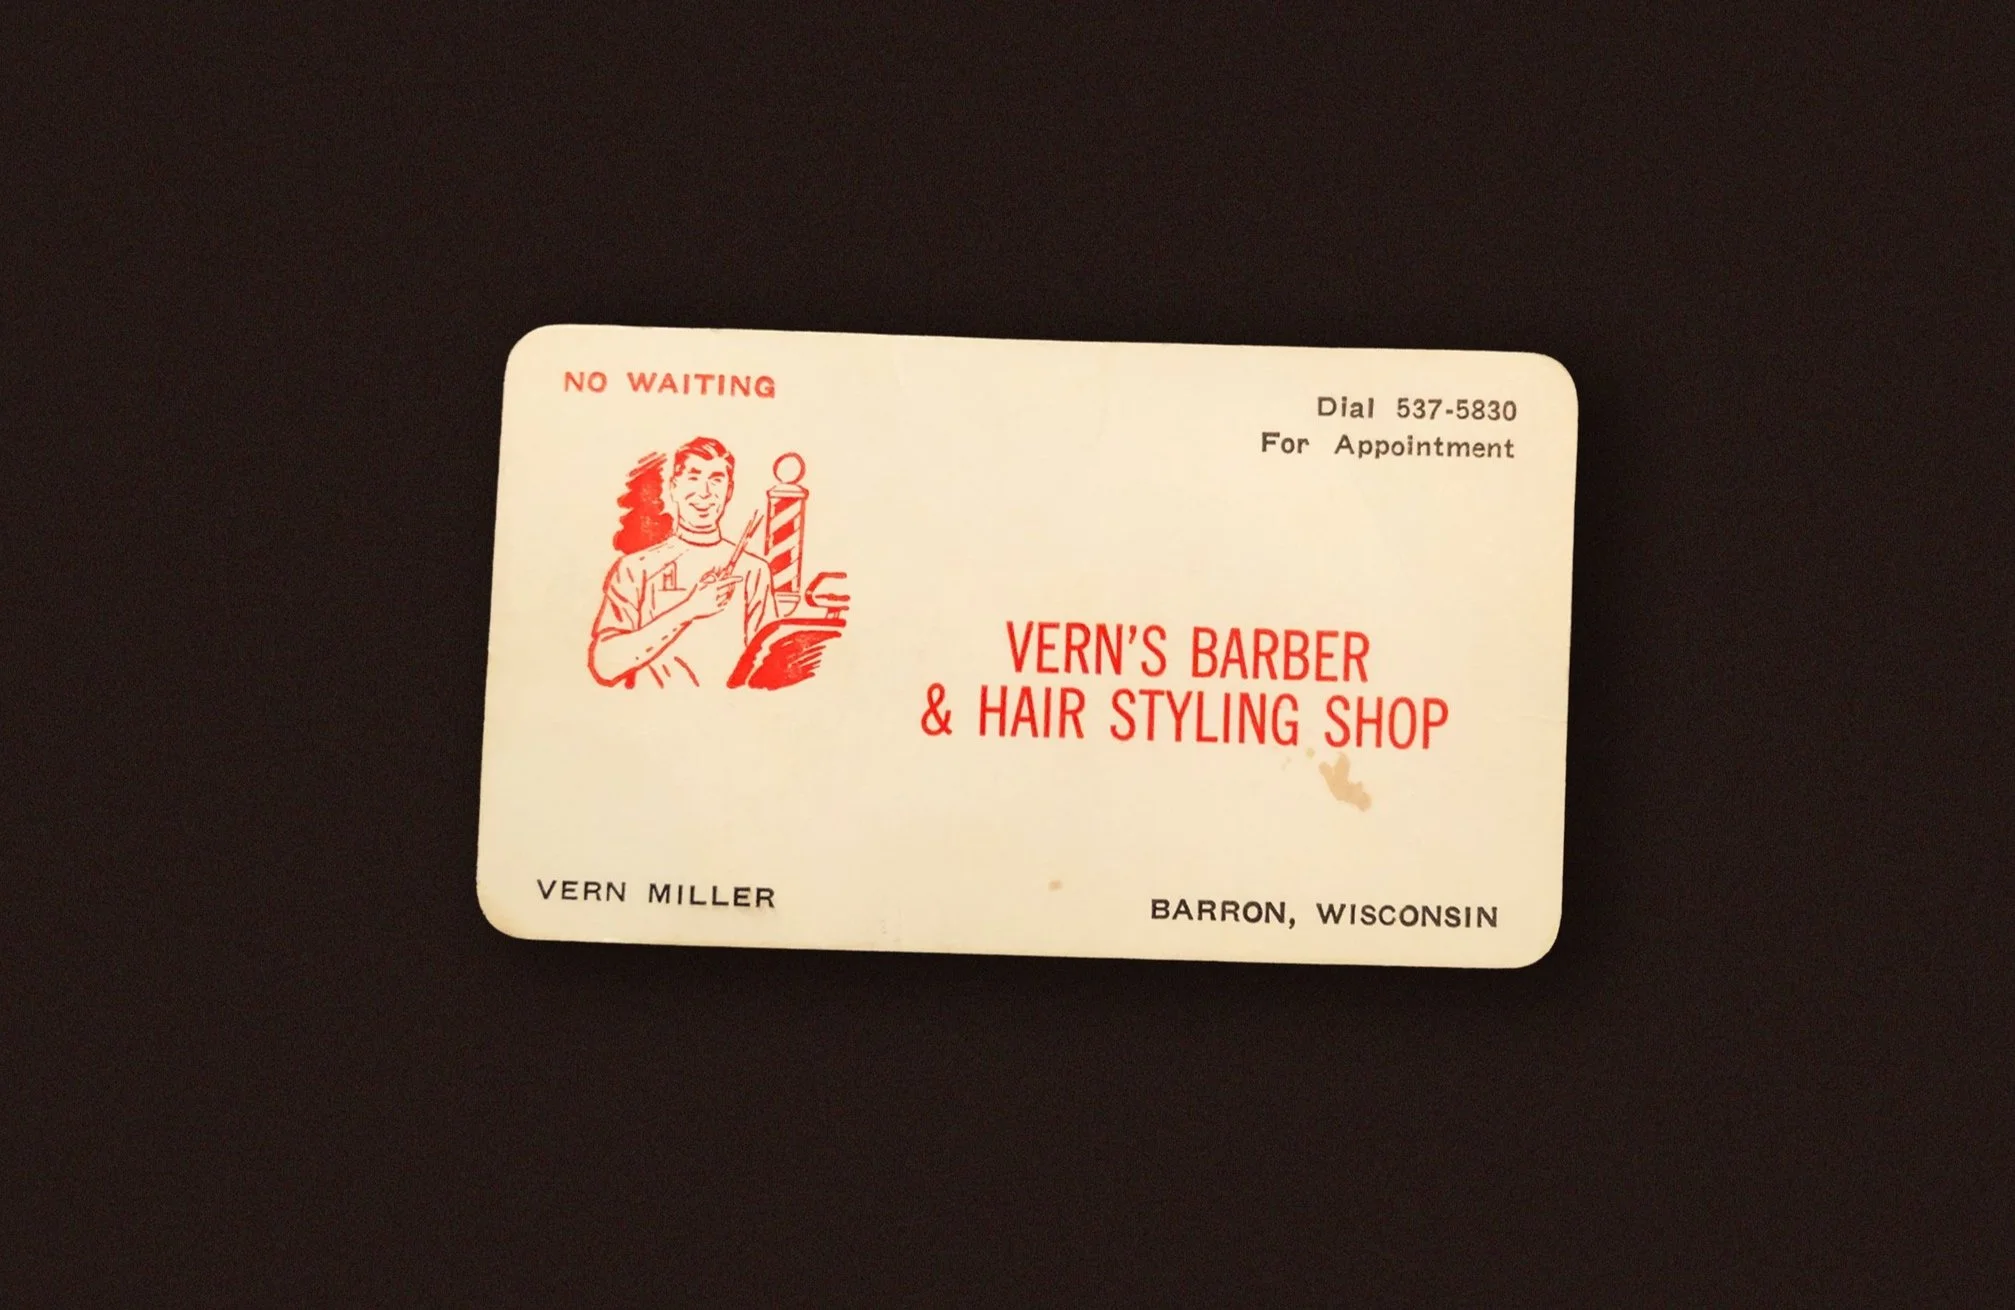 NO WAITING
Dial 537-5830
For Appointment
VERN'S BARBER
& HAIR STYLING SHOP
VERN MILLER
BARRON, WISCONSIN